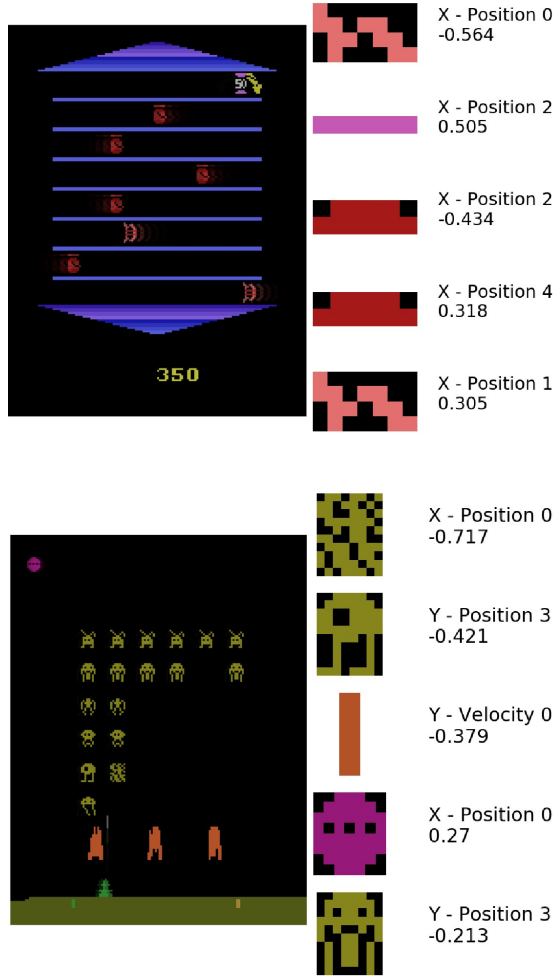 X - Position 0
-0.564
50
X - Position 2
0.505
X - Position 2
-0.434
X - Position 4
0.318
350
X - Position 1
0.305
X - Position 0
-0.717
Y - Position 3
-0.421
Y - Velocity 0
-0.379
X - Position 0
0.27
Y - Position 3
-0.213